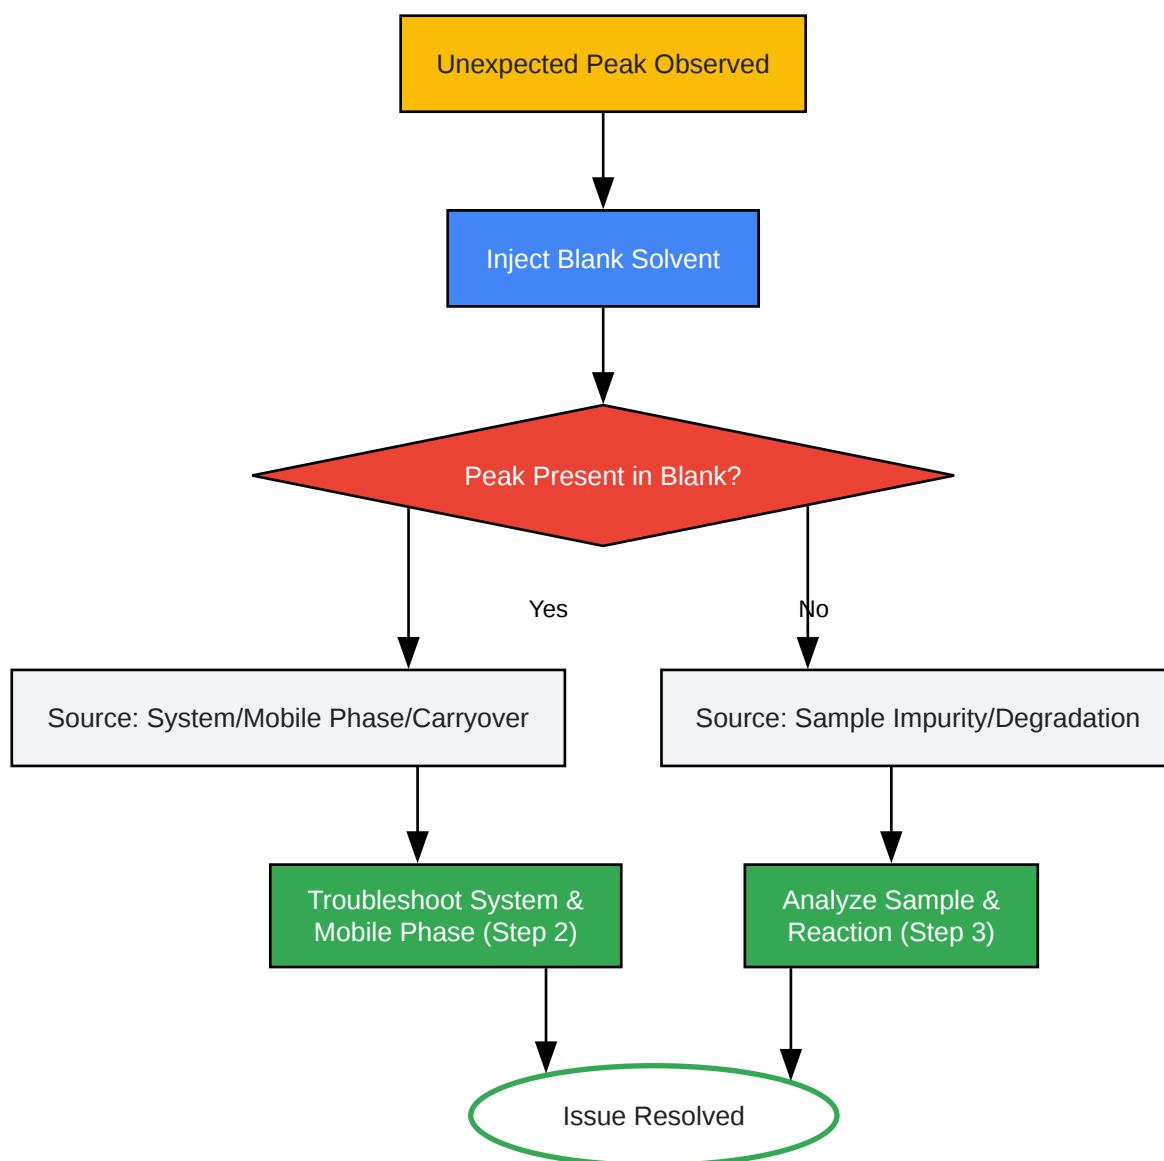 Unexpected Peak Observed
Inject Blank Solvent
Peak Present in Blank?
Yes
No
Source: System/Mobile Phase/Carryover
Source: Sample Impurity/Degradation
Troubleshoot System &
Mobile Phase (Step 2)
Analyze Sample &
Reaction (Step 3)
Issue Resolved